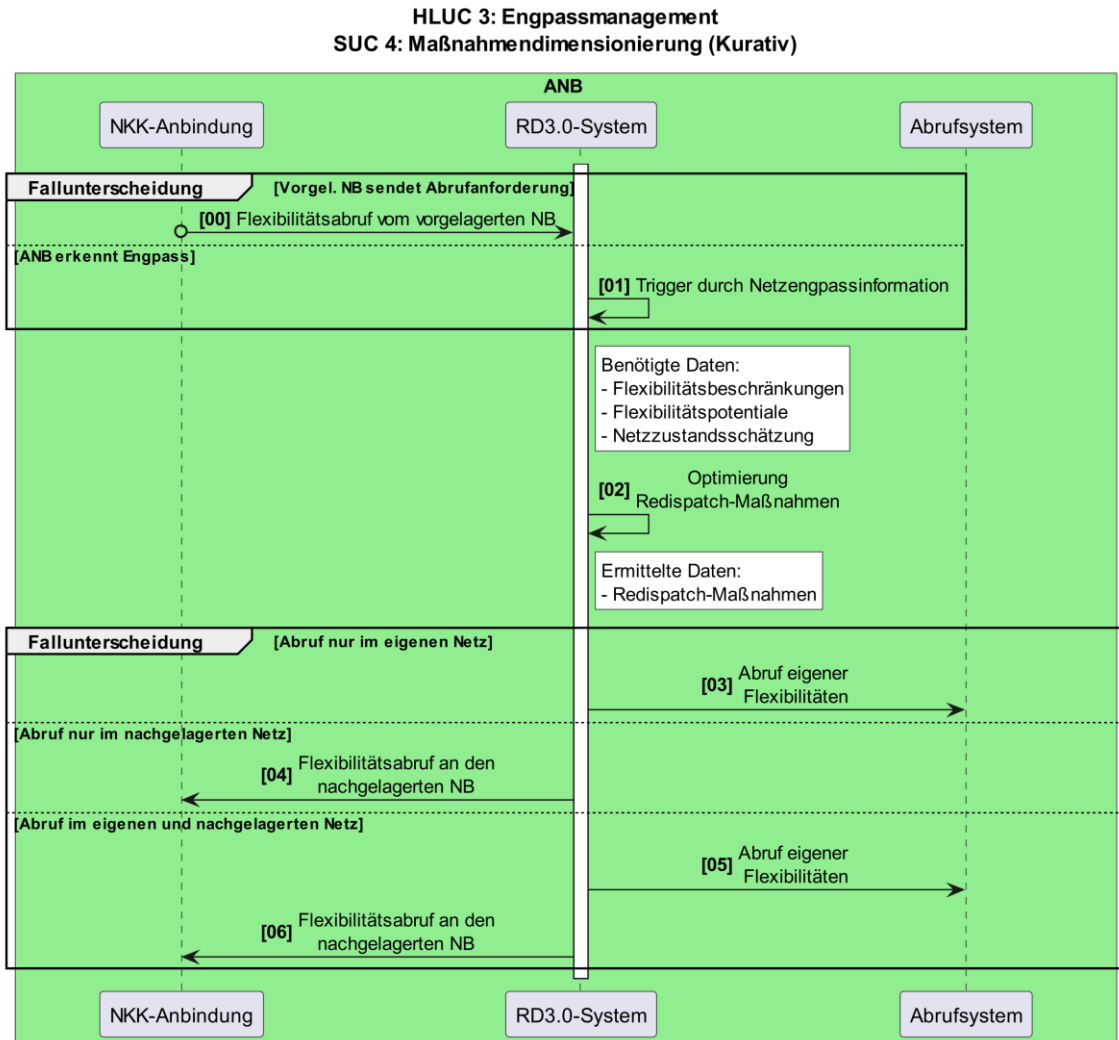 HLUC 3: Engpassmanagement
SUC 4: Maßnahmendimensionierung (Kurativ)
ANB
NKK-Anbindung
RD3.0-System
Abrufsystem
Fallunterscheidung
[Vorgel. NB sendet Abrufanforderung]
[00] Flexibilitätsabruf vom vorgelagerten NB
[ANB erkennt Engpass]
[01] Trigger durch Netzengpassinformation
Benötigte Daten:
- Flexibilitätsbeschränkungen
- Flexibilitätspotentiale
- Netzzustandsschätzung
[02] Optimierung
Redispatch-Maßnahmen
Ermittelte Daten:
- Redispatch-Maßnahmen
Fallunterscheidung
[Abruf nur im eigenen Netz]
[03] Abruf eigener
Flexibilitäten
[Abruf nur im nachgelagerten Netz]
[04] Flexibilitätsabruf an den
nachgelagerten NB
[Abruf im eigenen und nachgelagerten Netz]
[05] Abruf eigener
Flexibilitäten
[06] Flexibilitätsabruf an den
nachgelagerten NB
NKK-Anbindung
RD3.0-System
Abrufsystem